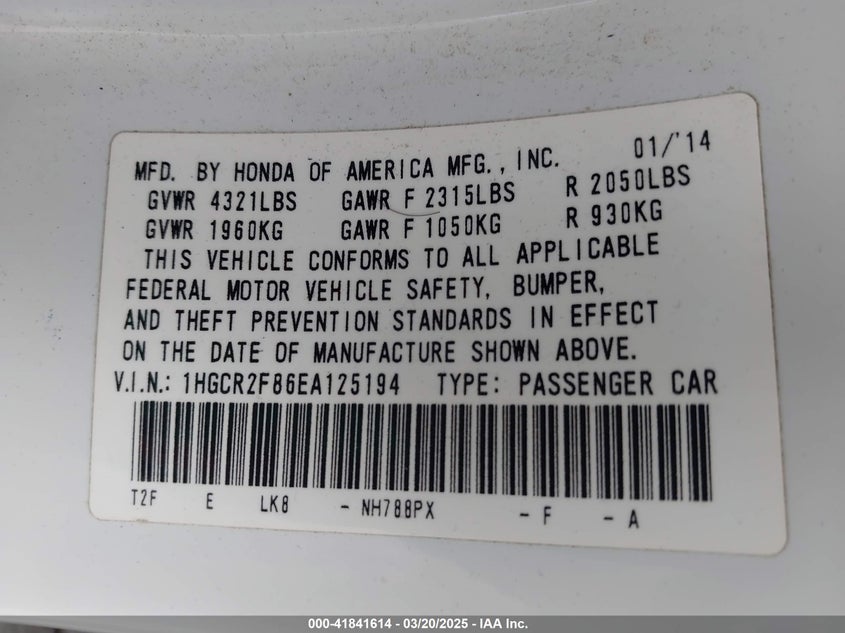 MFD. BY HONDA OF AMERICA MFG., INC. 01/'14
GVWR 4321LBS GAWR F 2315LBS R 2050LBS
GVWR 1960KG GAWR F 1050KG R 930KG
THIS VEHICLE CONFORMS TO ALL APPLICABLE
FEDERAL MOTOR VEHICLE SAFETY, BUMPER,
AND THEFT PREVENTION STANDARDS IN EFFECT
ON THE DATE OF MANUFACTURE SHOWN ABOVE.
V.I.N.: 1HGCR2F86EA125194 TYPE: PASSENGER CAR
T2F E LK8 - NH788PX - F - A
000-41841614 - 03/20/2025 - IAA Inc.